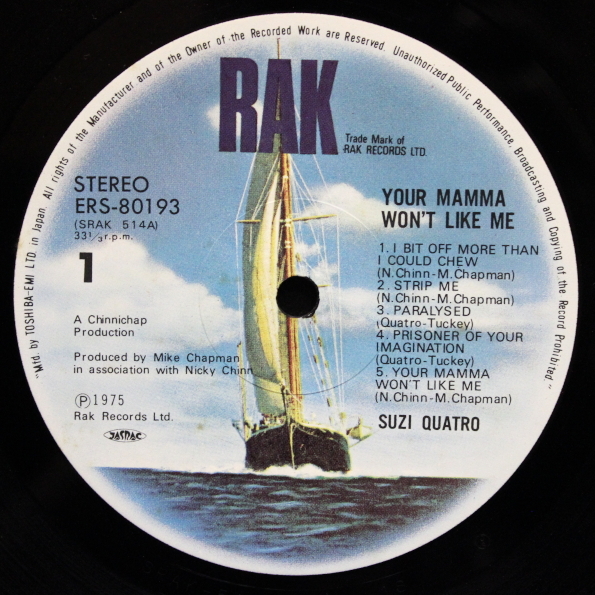 "Mfd. by TOSHIBA-EMI LTD. in Japan. All rights of the Manufacturer and of the Owner of the Recorded Work are Reserved. Unauthorized Public Performance, Broadcasting and Copying of the Record Prohibited"
RAK
Trade Mark of
RAK RECORDS LTD.
STEREO
ERS-80193
(SRAK 514A)
33⅓ r.p.m.
1
A Chinnichap
Production
Produced by Mike Chapman
in association with Nicky Chinn
Ⓟ1975
Rak Records Ltd.
JASRAC
YOUR MAMMA
WON'T LIKE ME
1. I BIT OFF MORE THAN
I COULD CHEW
(N.Chinn-M.Chapman)
2. STRIP ME
(N.Chinn-M.Chapman)
3. PARALYSED
(Quatro-Tuckey)
4. PRISONER OF YOUR
IMAGINATION
(Quatro-Tuckey)
5. YOUR MAMMA
WON'T LIKE ME
(N.Chinn-M.Chapman)
SUZI QUATRO